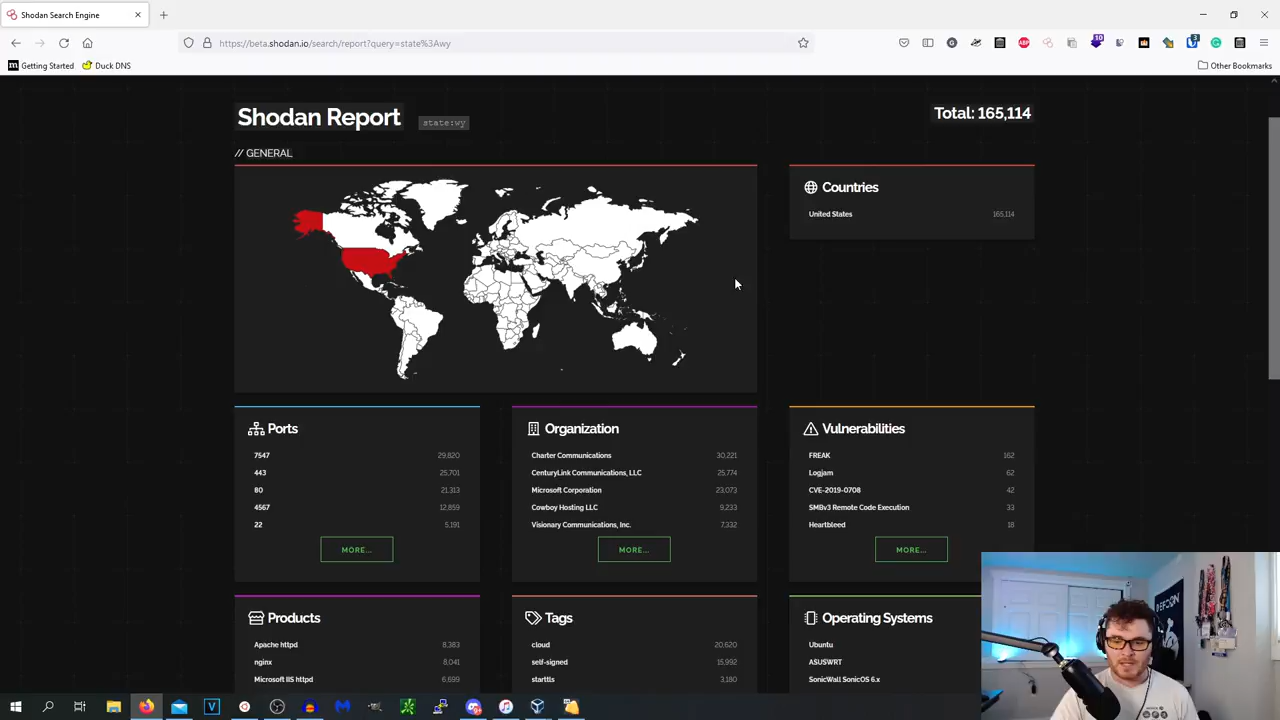 Shodan Search Engine
https://beta.shodan.io/search/report?query=state%3Awy
10
2
Getting Started
Duck DNS
Other Bookmarks
Shodan Report
state:wy
Total: 165,114
// GENERAL
Countries
United States 165,114
Ports
7547 29,820
443 25,701
80 21,313
4567 12,859
22 5,191
MORE...
Organization
Charter Communications 30,221
CenturyLink Communications, LLC 25,774
Microsoft Corporation 23,073
Cowboy Hosting LLC 9,233
Visionary Communications, Inc. 7,332
MORE...
Vulnerabilities
FREAK 162
Logjam 62
CVE-2019-0708 42
SMBv3 Remote Code Execution 33
Heartbleed 18
MORE...
Products
Apache httpd 8,383
nginx 8,041
Microsoft IIS httpd 6,699
Tags
cloud 20,620
self-signed 15,992
starttls 3,180
Operating Systems
Ubuntu
ASUSWRT
SonicWall SonicOS 6.x
DEFCON